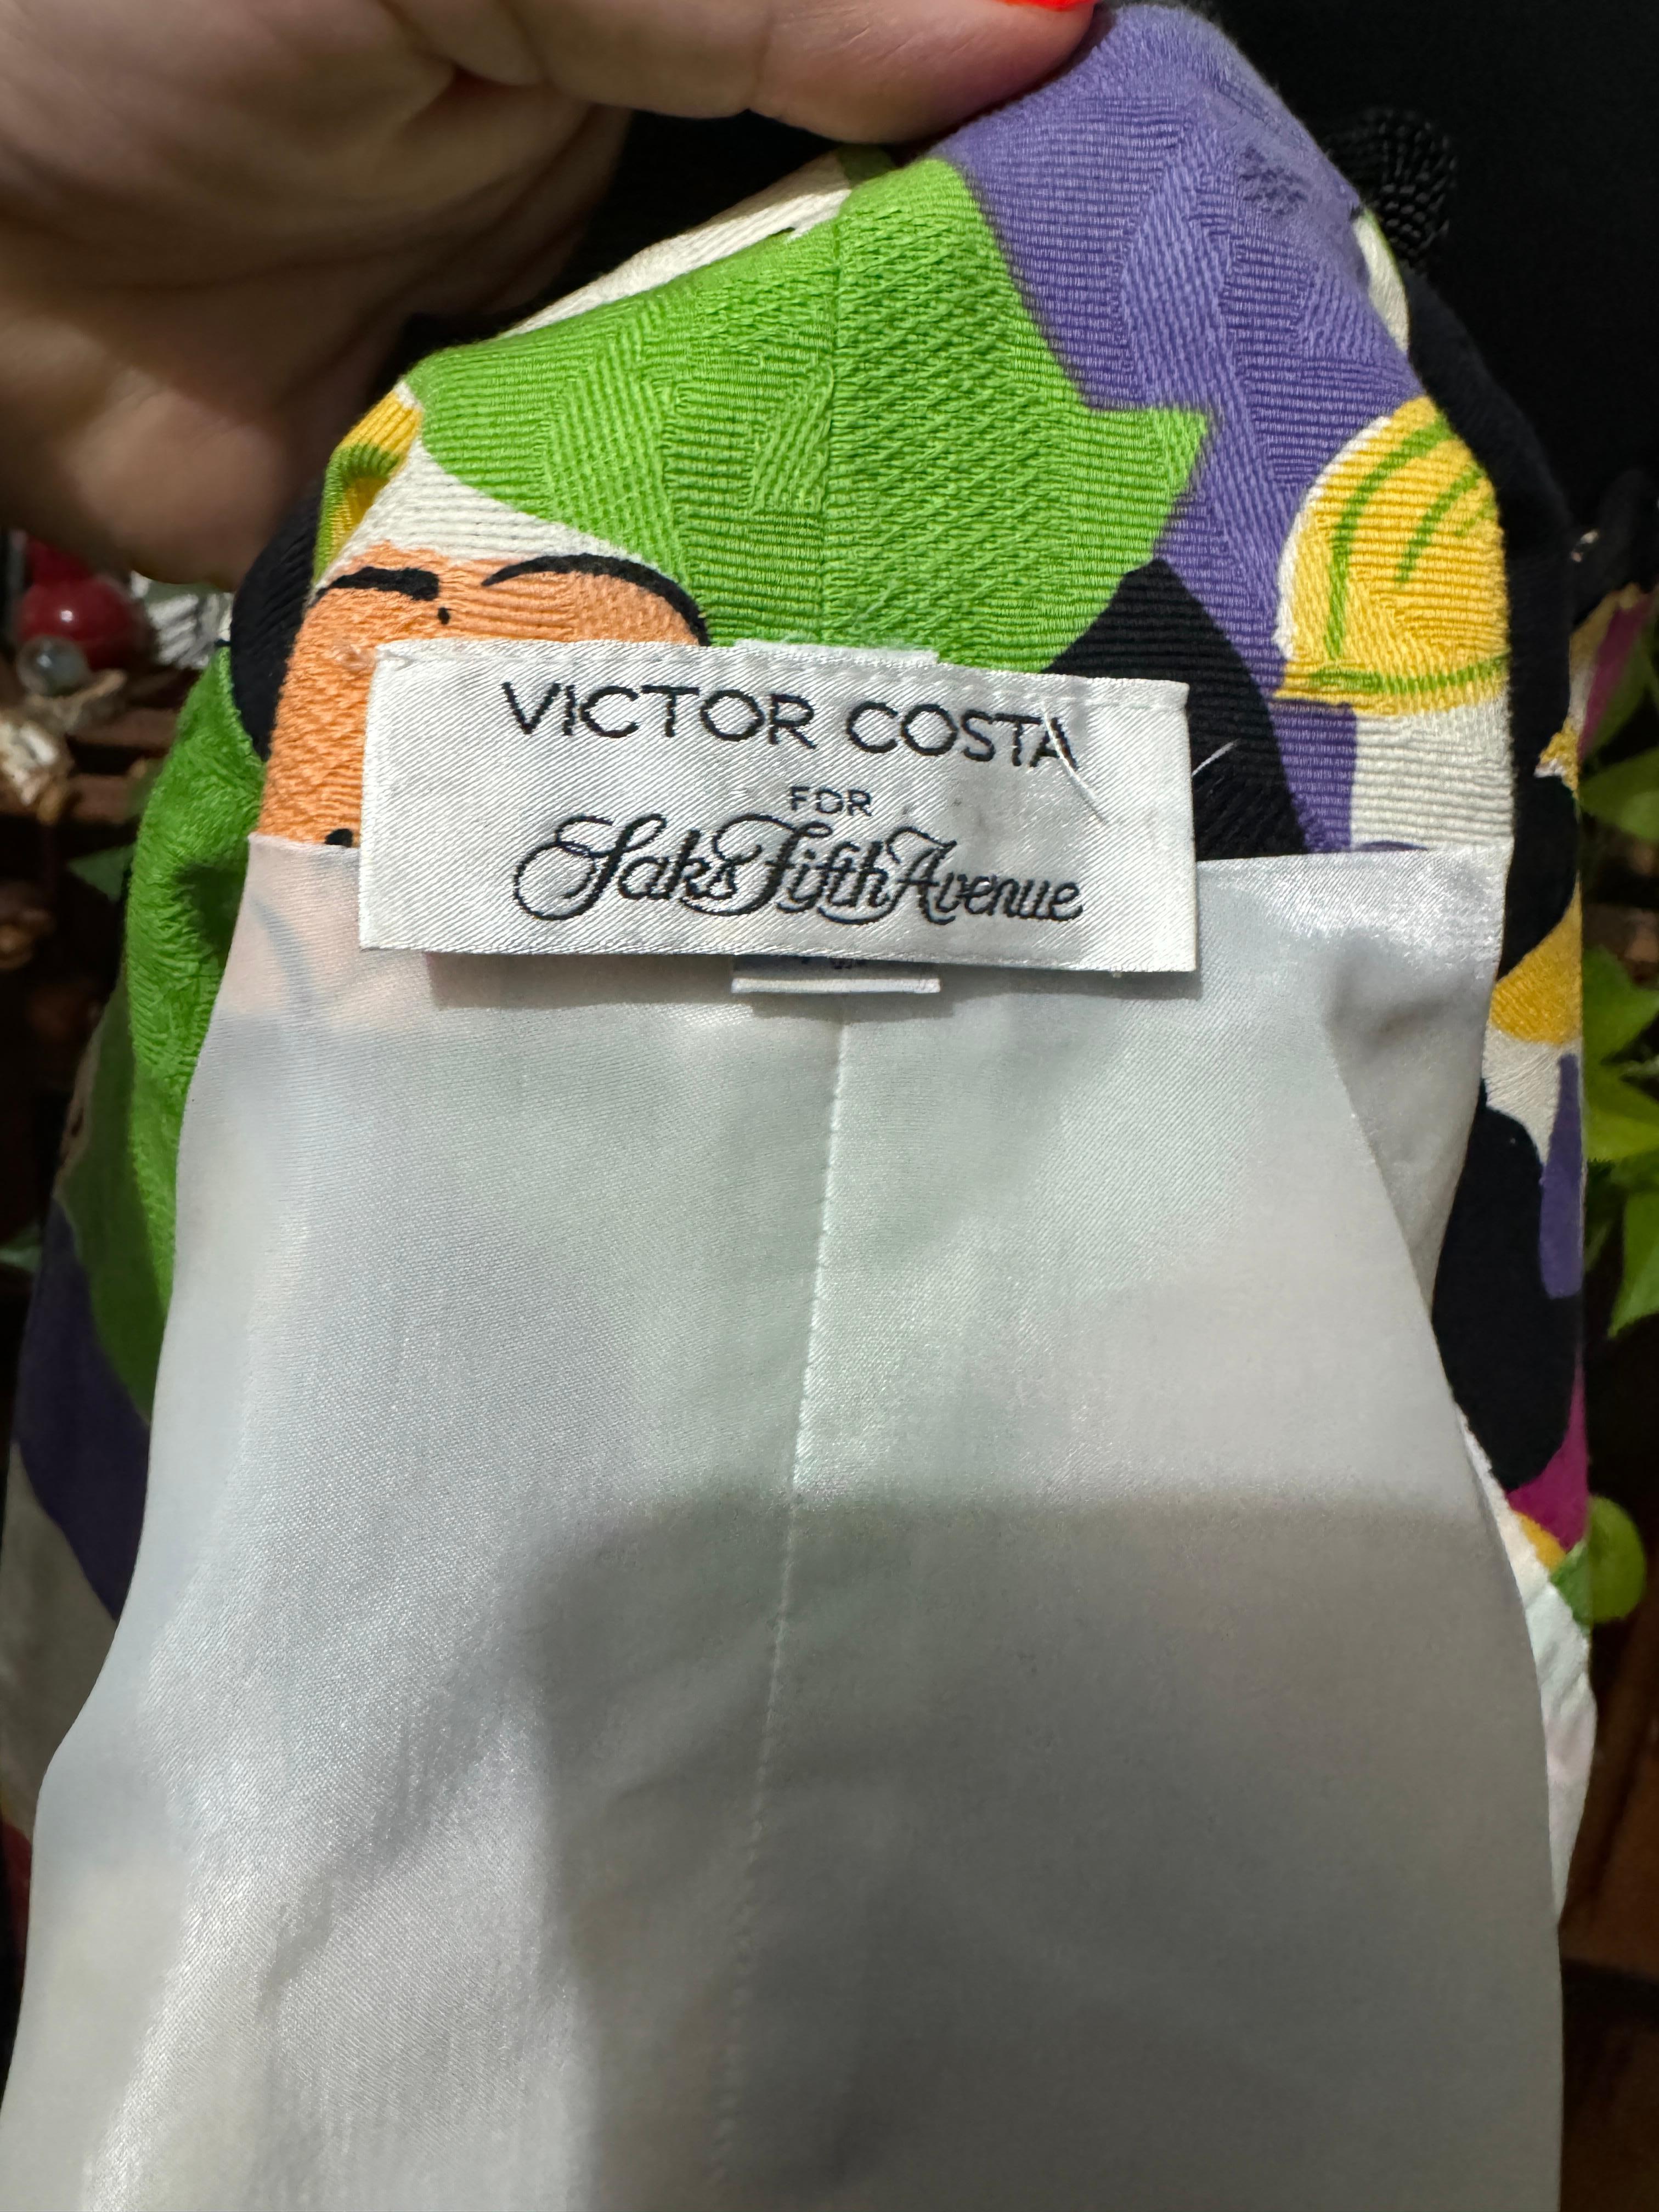 VICTOR COSTA
FOR
Saks Fifth Avenue